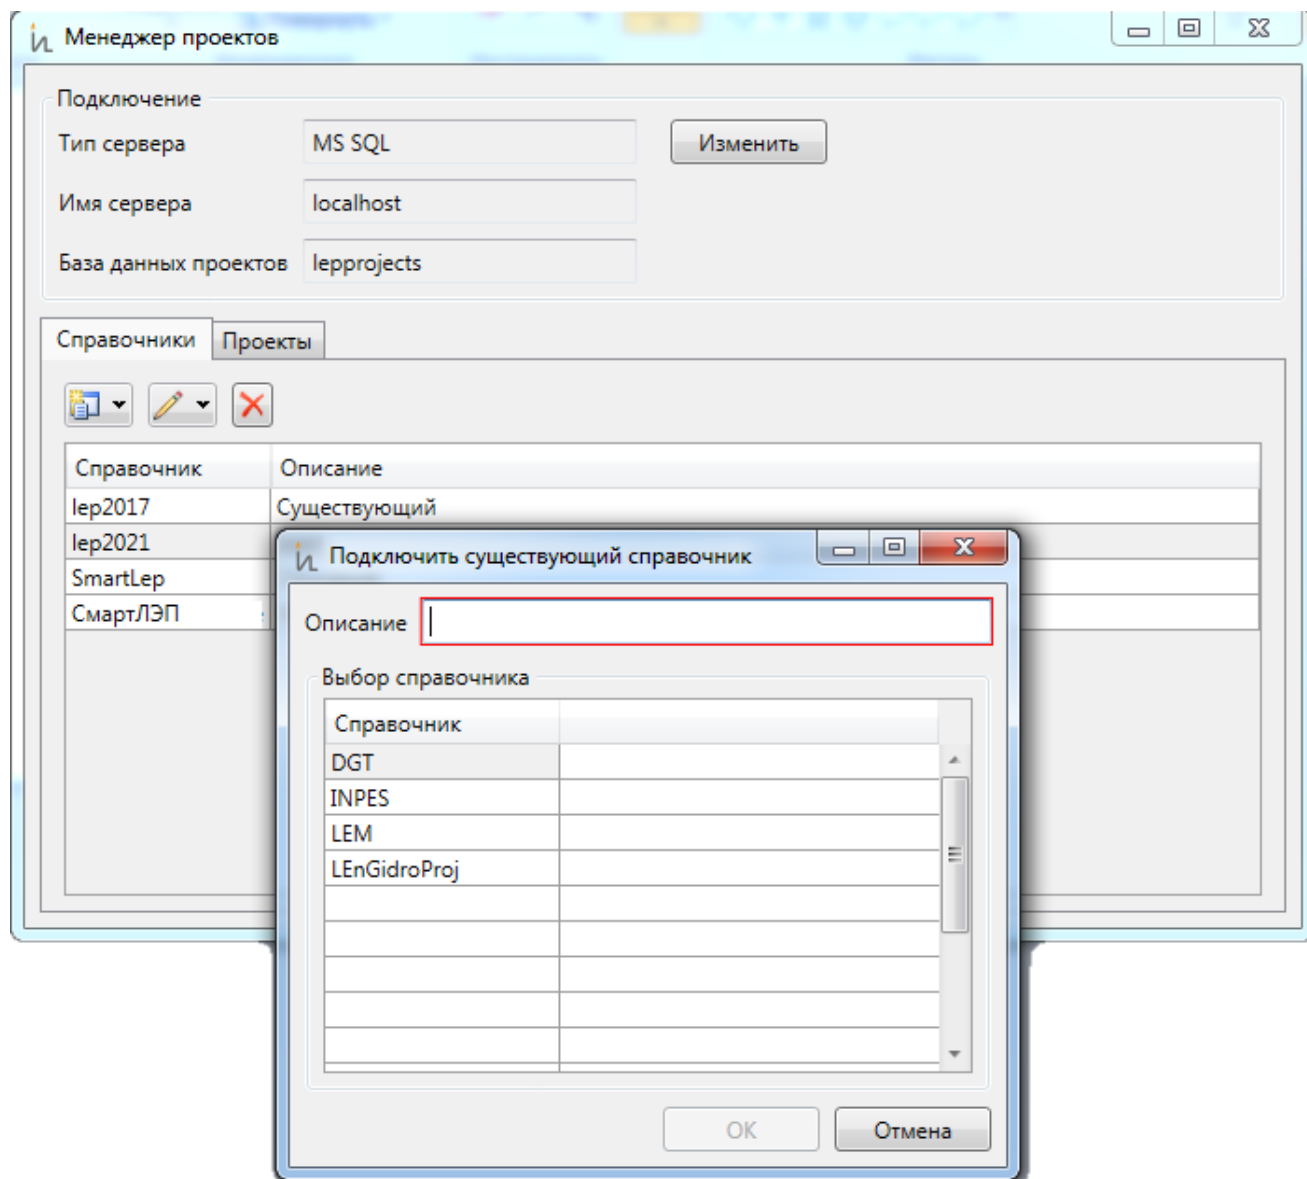 Менеджер проектов
Подключение
Тип сервера MS SQL Изменить
Имя сервера localhost
База данных проектов lepprojects
Справочники Проекты
Справочник Описание
lep2017 Существующий
lep2021
SmartLep
СмартЛЭП
Подключить существующий справочник
Описание
Выбор справочника
Справочник
DGT
INPES
LEM
LEnGidroProj
OK Отмена